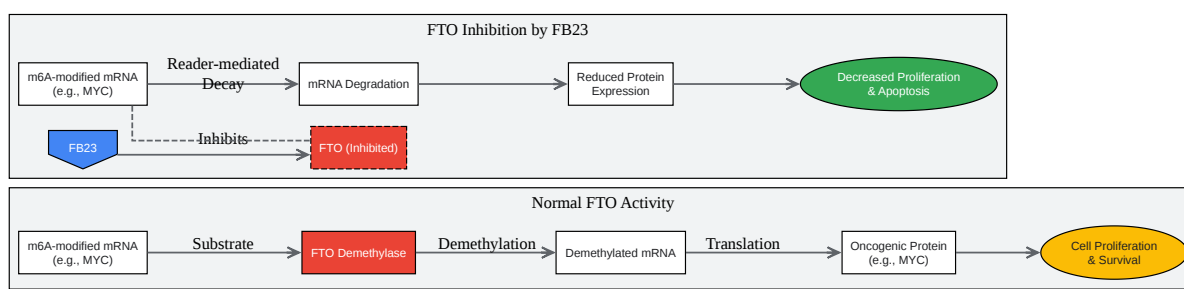 FTO Inhibition by FB23
m6A-modified mRNA
(e.g., MYC)
Reader-mediated
Decay
mRNA Degradation
Reduced Protein
Expression
Decreased Proliferation
& Apoptosis
FB23
Inhibits
FTO (Inhibited)
Normal FTO Activity
m6A-modified mRNA
(e.g., MYC)
Substrate
FTO Demethylase
Demethylation
Demethylated mRNA
Translation
Oncogenic Protein
(e.g., MYC)
Cell Proliferation
& Survival